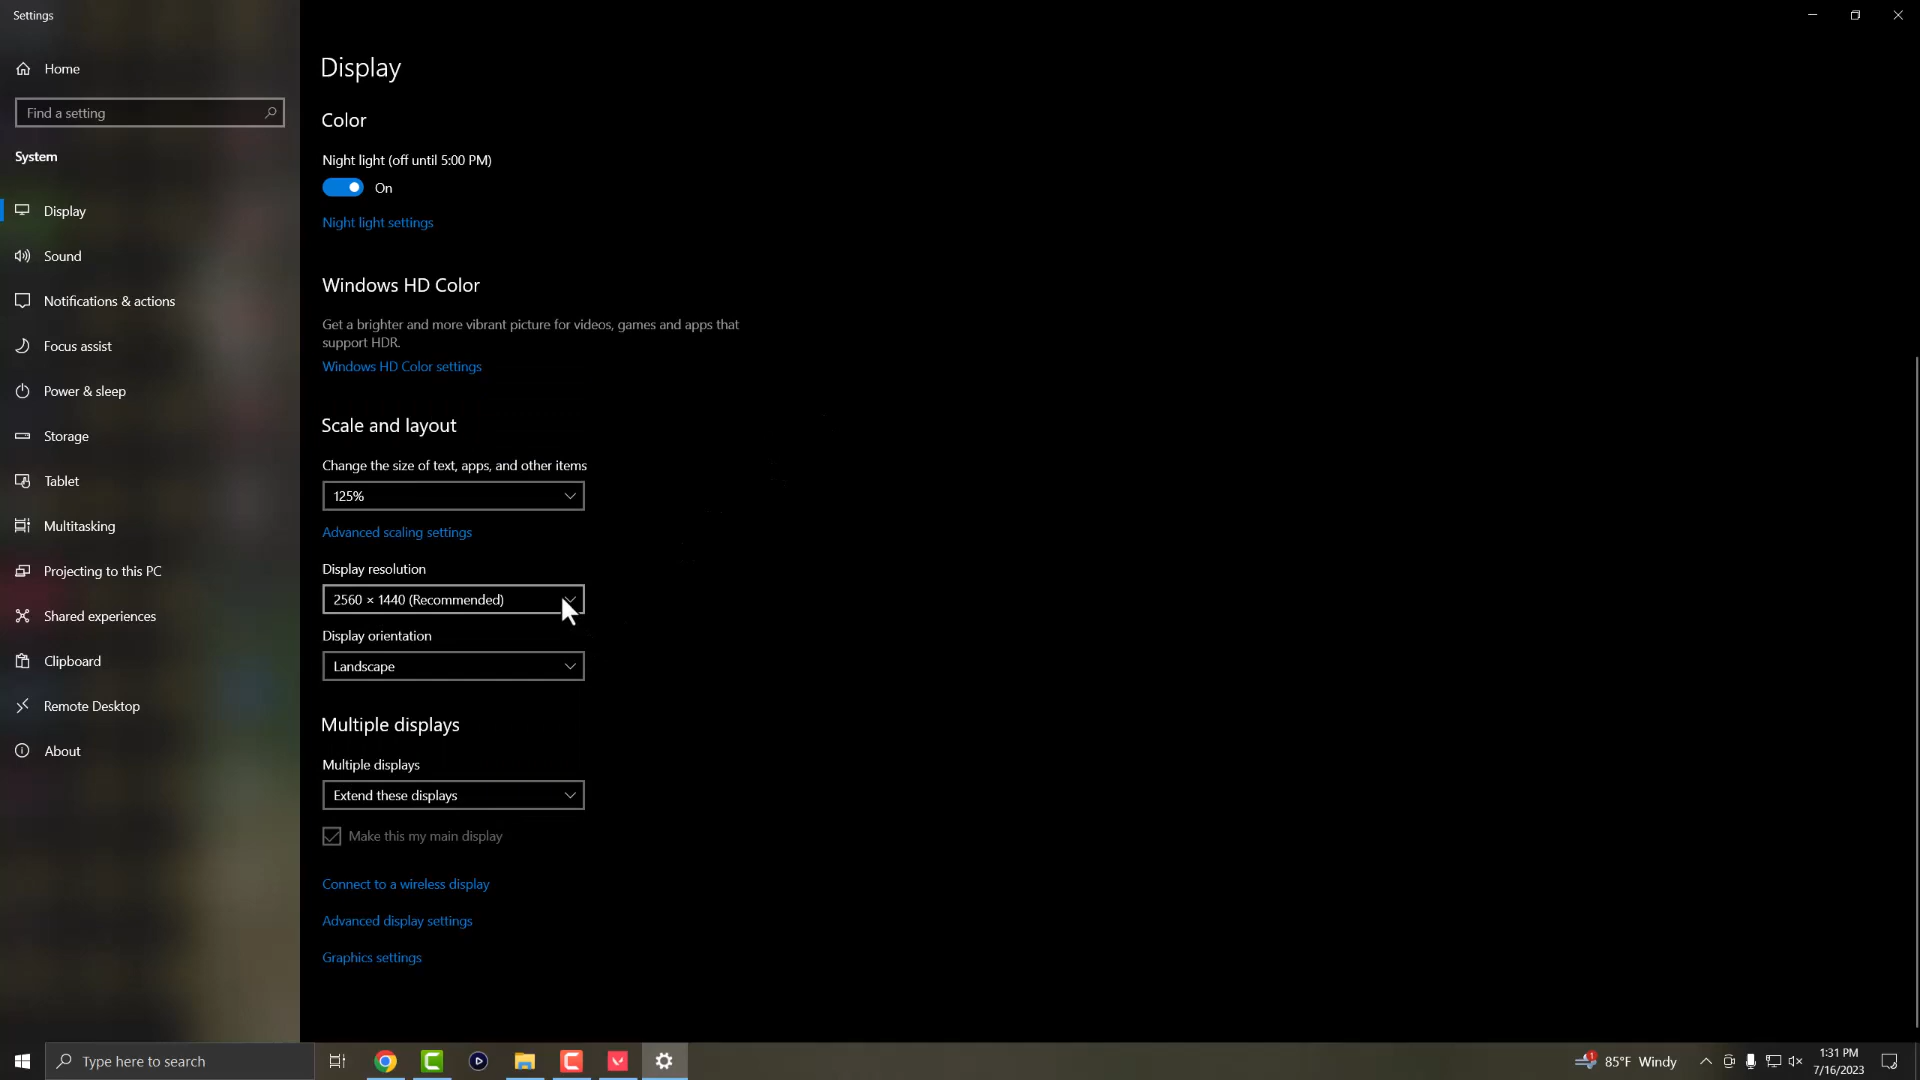 Settings
Home
Find a setting
System
Display
Sound
Notifications & actions
Focus assist
Power & sleep
Storage
Tablet
Multitasking
Projecting to this PC
Shared experiences
Clipboard
Remote Desktop
About
Display
Color
Night light (off until 5:00 PM)
On
Night light settings
Windows HD Color
Get a brighter and more vibrant picture for videos, games and apps that
support HDR.
Windows HD Color settings
Scale and layout
Change the size of text, apps, and other items
125%
Advanced scaling settings
Display resolution
2560 × 1440 (Recommended)
Display orientation
Landscape
Multiple displays
Multiple displays
Extend these displays
Make this my main display
Connect to a wireless display
Advanced display settings
Graphics settings
Type here to search
1
85°F Windy
1:31 PM
7/16/2023